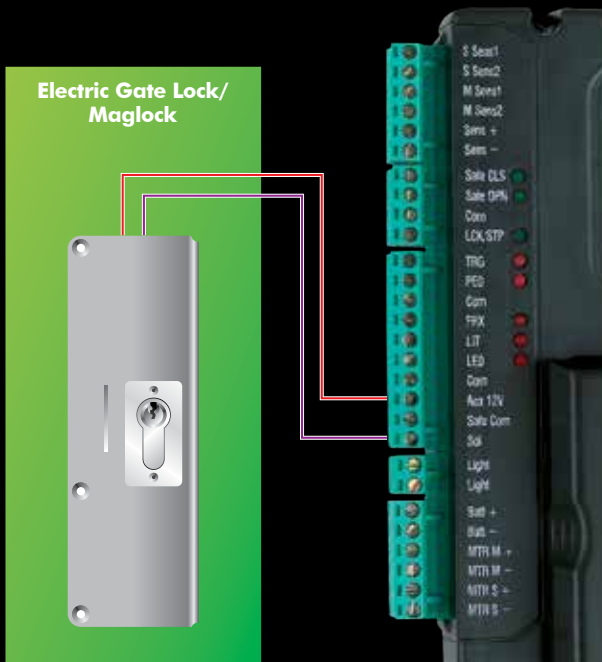 Electric Gate Lock/
Maglock
S Sens1
S Sens2
M Sens1
M Sens2
Sens +
Sens −
Safe CLS
Safe OPN
Com
LCK/STP
TRG
PED
Com
FRX
LIT
LED
Com
Aux 12V
Safe Com
Sol
Light
Light
Batt +
Batt −
MTR M +
MTR M −
MTR S +
MTR S −